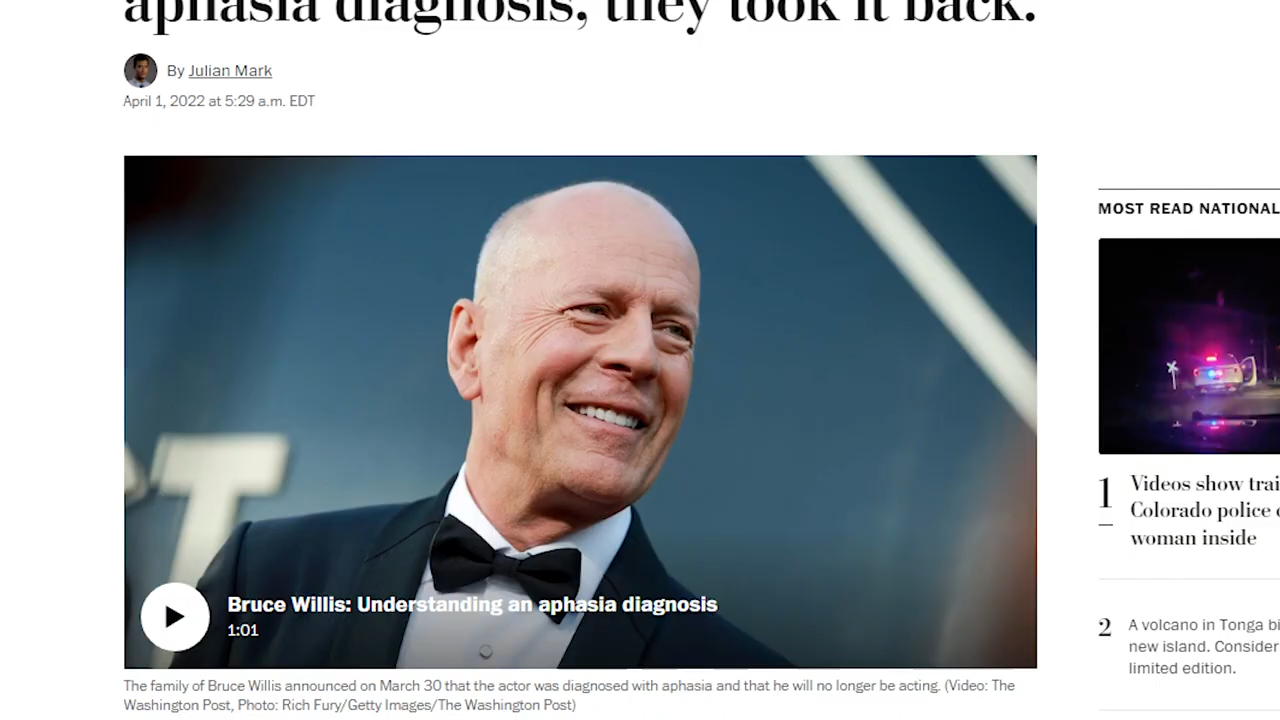 aphasia diagnosis, they took it back.
By Julian Mark
April 1, 2022 at 5:29 a.m. EDT
T
Bruce Willis: Understanding an aphasia diagnosis
1:01
The family of Bruce Willis announced on March 30 that the actor was diagnosed with aphasia and that he will no longer be acting. (Video: The
Washington Post, Photo: Rich Fury/Getty Images/The Washington Post)
MOST READ NATIONAL
1
Videos show trai
Colorado police
woman inside
2
A volcano in Tonga bi
new island. Consider
limited edition.